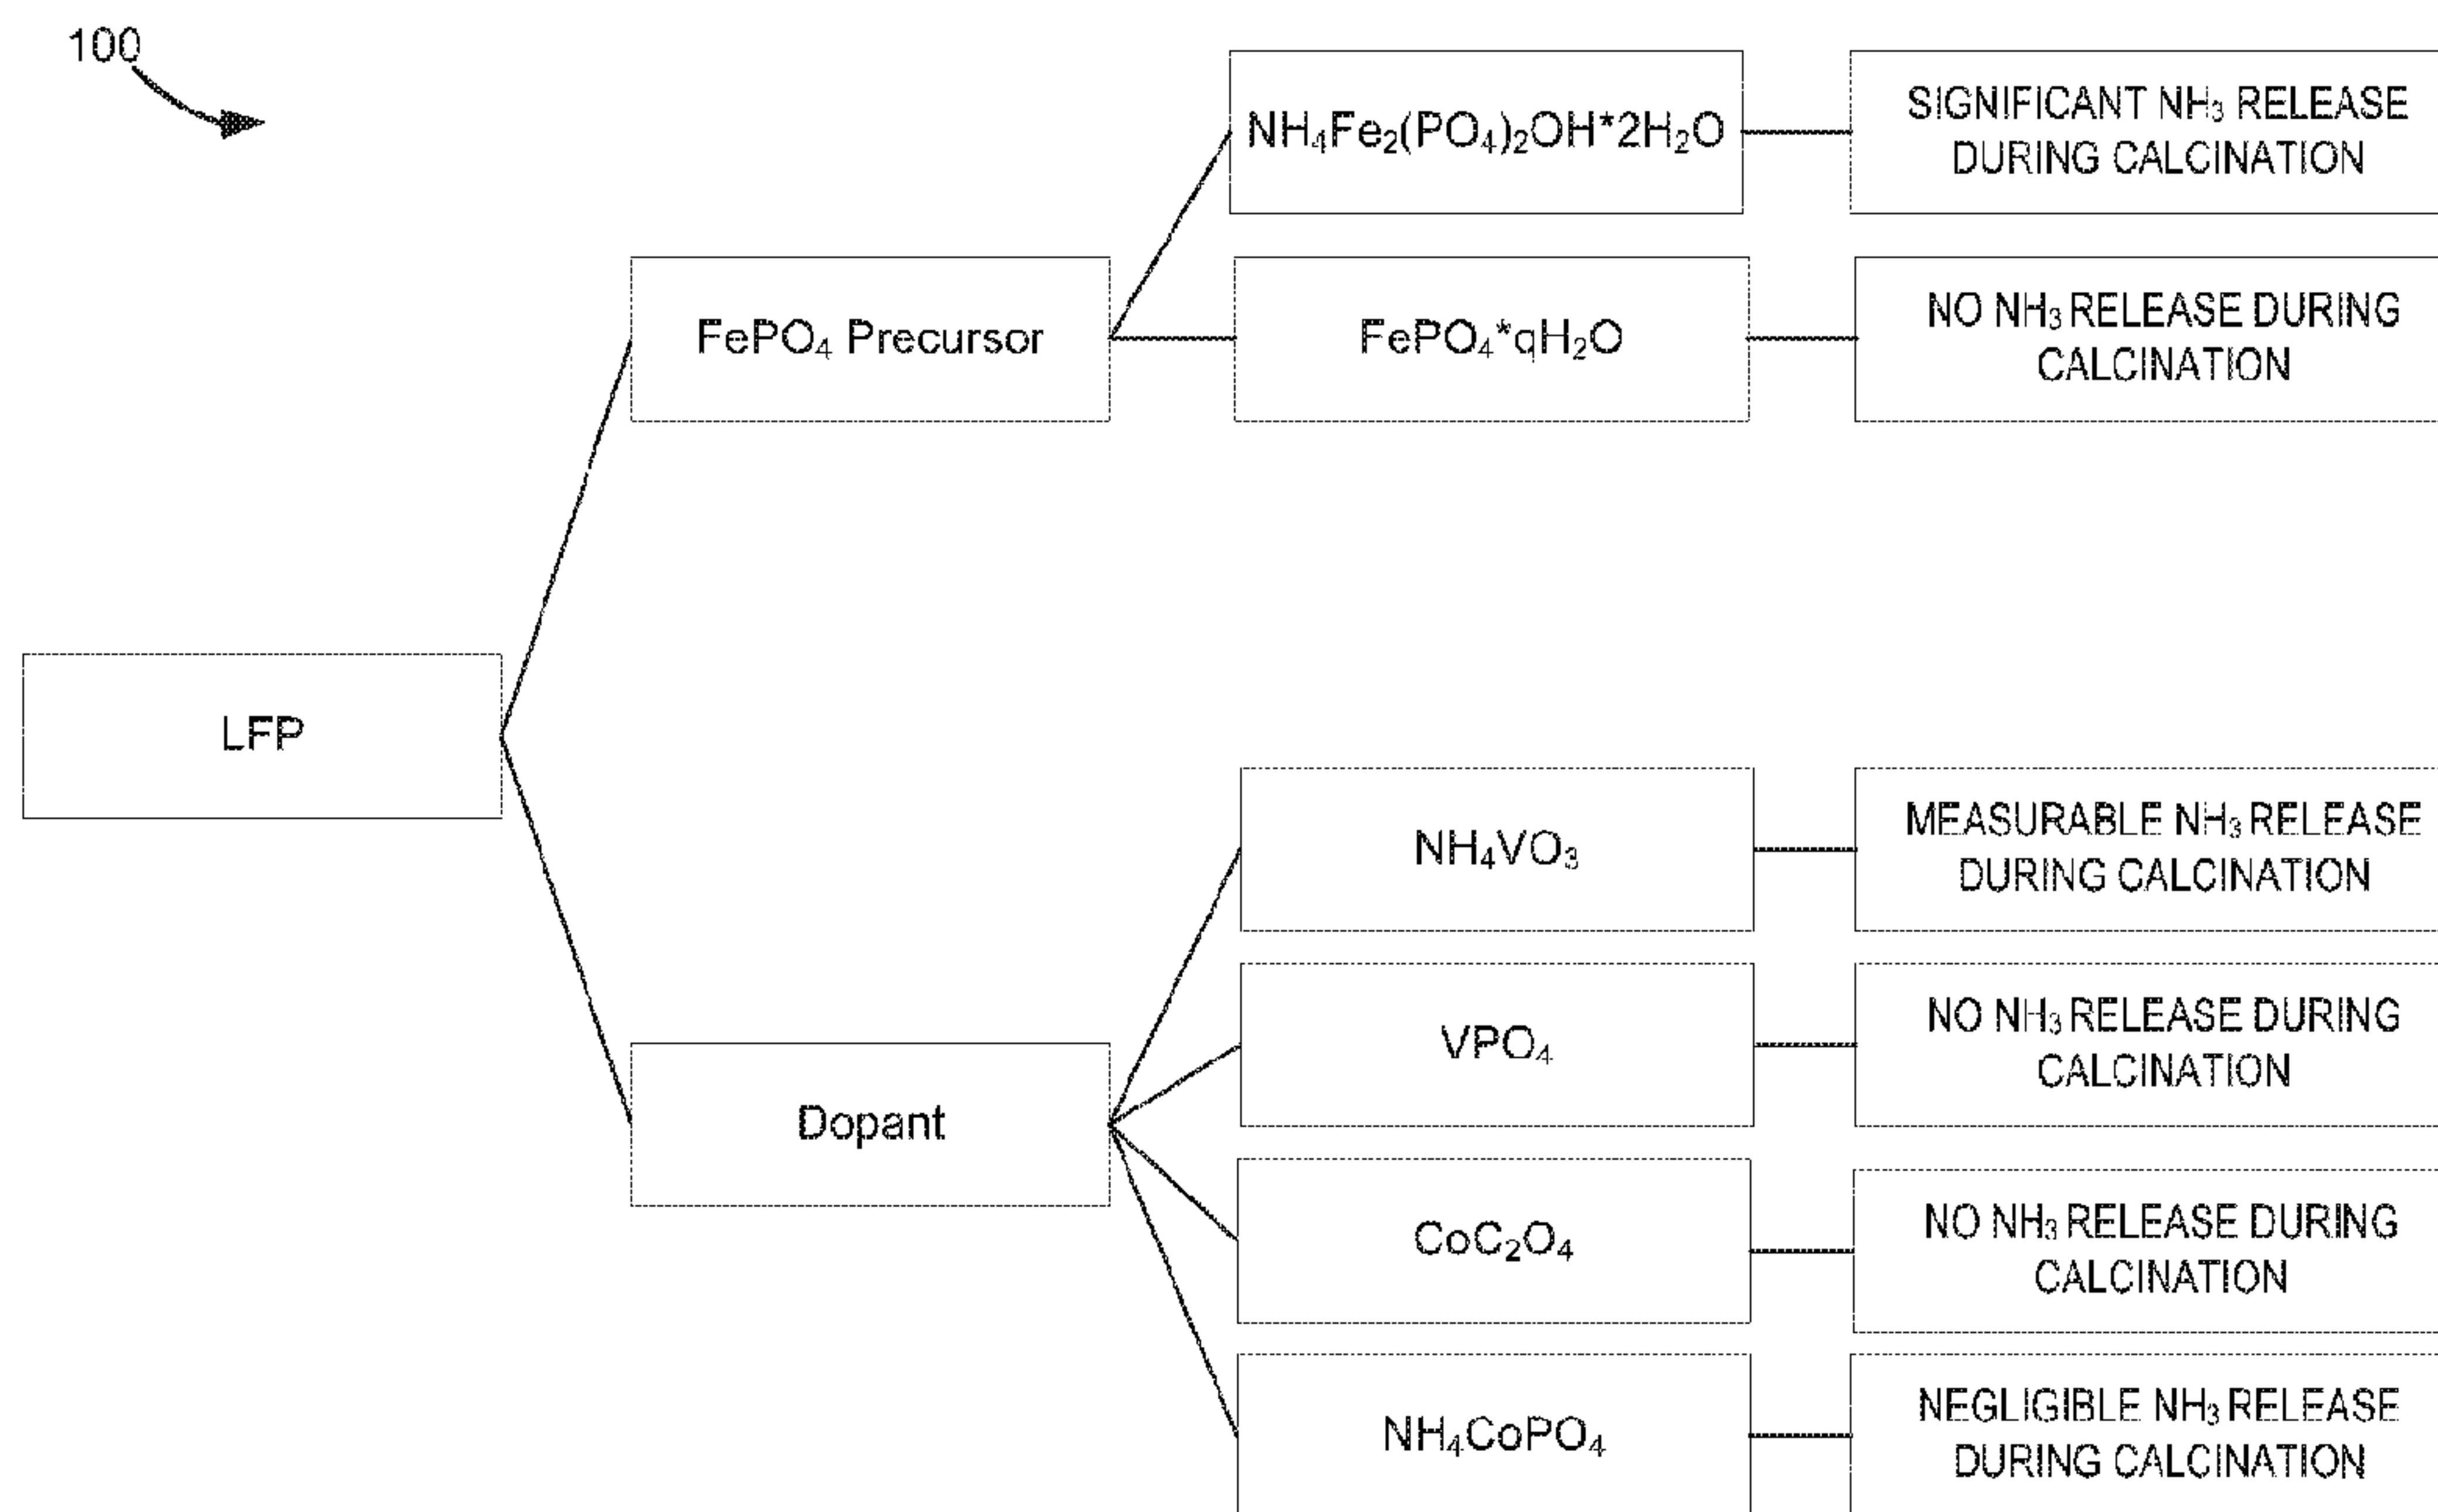 100
NH₄Fe₂(PO₄)₂OH*2H₂O
SIGNIFICANT NH₃ RELEASE
DURING CALCINATION
FePO₄ Precursor
FePO₄*qH₂O
NO NH₃ RELEASE DURING
CALCINATION
LFP
NH₄VO₃
MEASURABLE NH₃ RELEASE
DURING CALCINATION
VPO₄
NO NH₃ RELEASE DURING
CALCINATION
Dopant
CoC₂O₄
NO NH₃ RELEASE DURING
CALCINATION
NH₄CoPO₄
NEGLIGIBLE NH₃ RELEASE
DURING CALCINATION